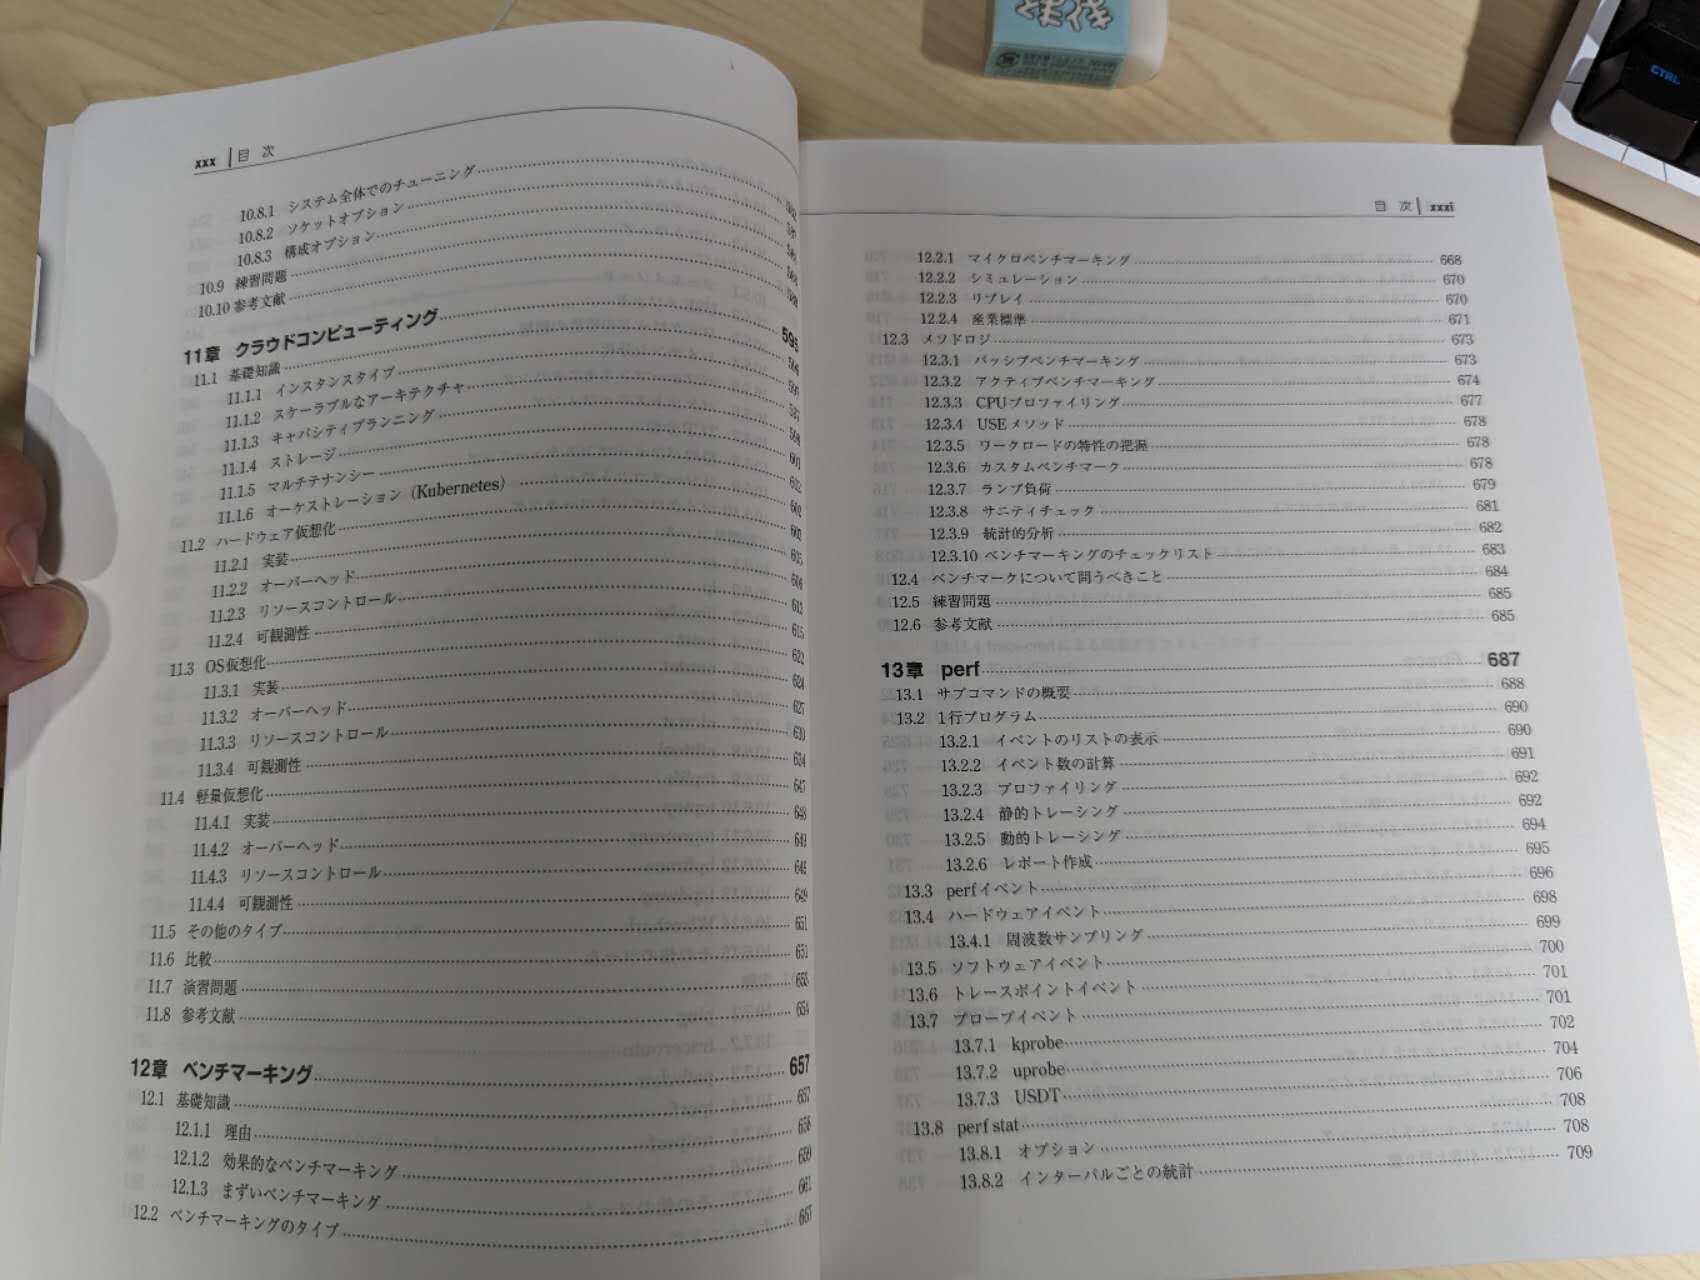 xxx 目 次
10.8.1 システム全体でのチューニング
10.8.2 ソケットオプション
10.8.3 構成オプション
10.9 練習問題
10.10 参考文献
11章 クラウドコンピューティング 595
11.1 基礎知識
11.1.1 インスタンスタイプ
11.1.2 スケーラブルなアーキテクチャ
11.1.3 キャパシティプランニング
11.1.4 ストレージ
11.1.5 マルチテナンシー
11.1.6 オーケストレーション（Kubernetes）
11.2 ハードウェア仮想化
11.2.1 実装
11.2.2 オーバーヘッド
11.2.3 リソースコントロール
11.2.4 可観測性
11.3 OS仮想化
11.3.1 実装
11.3.2 オーバーヘッド
11.3.3 リソースコントロール
11.3.4 可観測性
11.4 軽量仮想化
11.4.1 実装
11.4.2 オーバーヘッド
11.4.3 リソースコントロール
11.4.4 可観測性
11.5 その他のタイプ
11.6 比較
11.7 演習問題
11.8 参考文献
12章 ベンチマーキング 657
12.1 基礎知識
12.1.1 理由
12.1.2 効果的なベンチマーキング
12.1.3 まずいベンチマーキング
12.2 ベンチマーキングのタイプ
目 次 xxxi
12.2.1 マイクロベンチマーキング 668
12.2.2 シミュレーション 670
12.2.3 リプレイ 670
12.2.4 産業標準 671
12.3 メソドロジ 673
12.3.1 パッシブベンチマーキング 673
12.3.2 アクティブベンチマーキング 674
12.3.3 CPUプロファイリング 677
12.3.4 USEメソッド 678
12.3.5 ワークロードの特性の把握 678
12.3.6 カスタムベンチマーク 678
12.3.7 ランプ負荷 679
12.3.8 サニティチェック 681
12.3.9 統計的分析 682
12.3.10 ベンチマーキングのチェックリスト 683
12.4 ベンチマークについて問うべきこと 684
12.5 練習問題 685
12.6 参考文献 685
13章 perf 687
13.1 サブコマンドの概要 688
13.2 1行プログラム 690
13.2.1 イベントのリストの表示 690
13.2.2 イベント数の計算 691
13.2.3 プロファイリング 692
13.2.4 静的トレーシング 692
13.2.5 動的トレーシング 694
13.2.6 レポート作成 695
13.3 perfイベント 696
13.4 ハードウェアイベント 698
13.4.1 周波数サンプリング 699
13.5 ソフトウェアイベント 700
13.6 トレースポイントイベント 701
13.7 プローブイベント 701
13.7.1 kprobe 702
13.7.2 uprobe 704
13.7.3 USDT 706
13.8 perf stat 708
13.8.1 オプション 708
13.8.2 インターバルごとの統計 709
CTRL